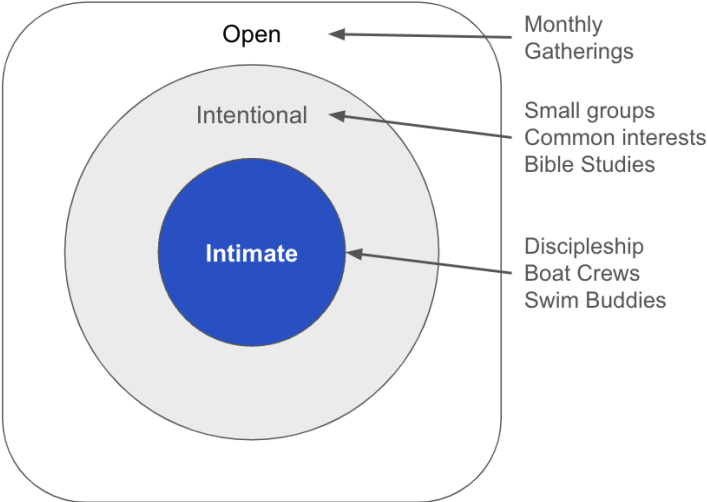 Open
Monthly
Gatherings
Intentional
Small groups
Common interests
Bible Studies
Intimate
Discipleship
Boat Crews
Swim Buddies